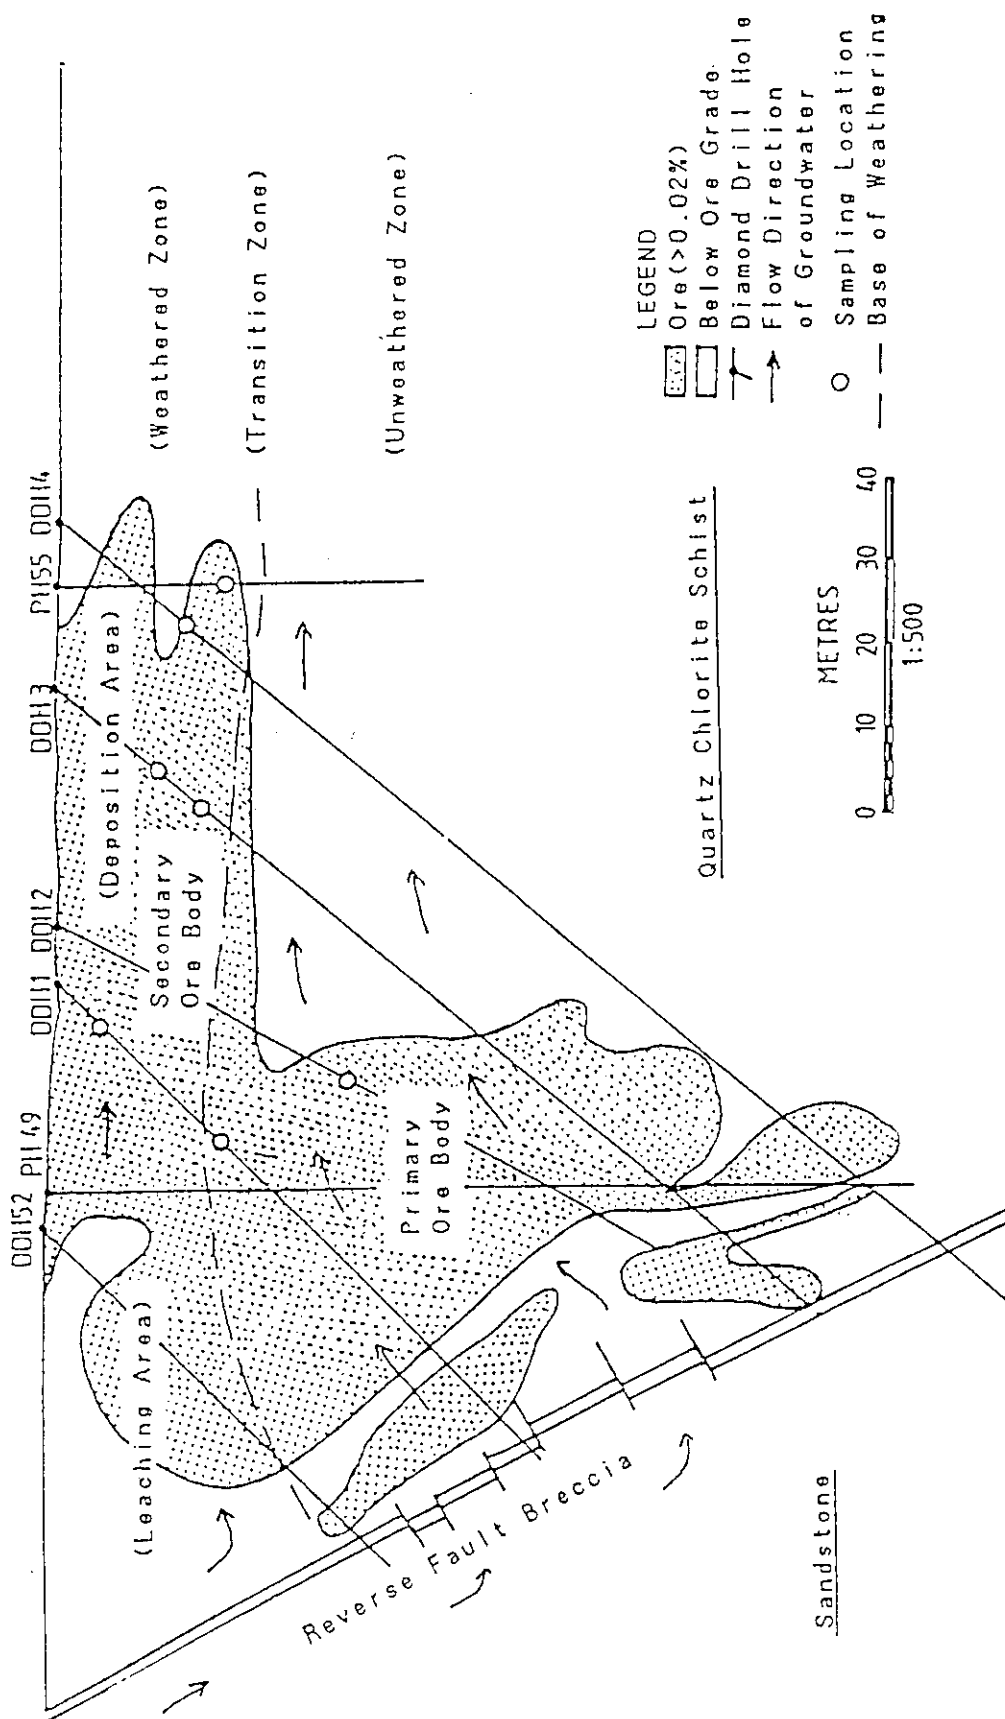 DDH52 PH49 DDH1 DDH2 DDH3 PH55 DDH4
(Leaching Area)
(Deposition Area)
Secondary
Ore Body
Primary
Ore Body
(Weathered Zone)
(Transition Zone)
(Unweathered Zone)
Reverse Fault Breccia
Sandstone
Quartz Chlorite Schist
METRES
0 10 20 30 40
1:500
LEGEND
Ore(>0.02%)
Below Ore Grade
Diamond Drill Hole
Flow Direction
of Groundwater
Sampling Location
Base of Weathering